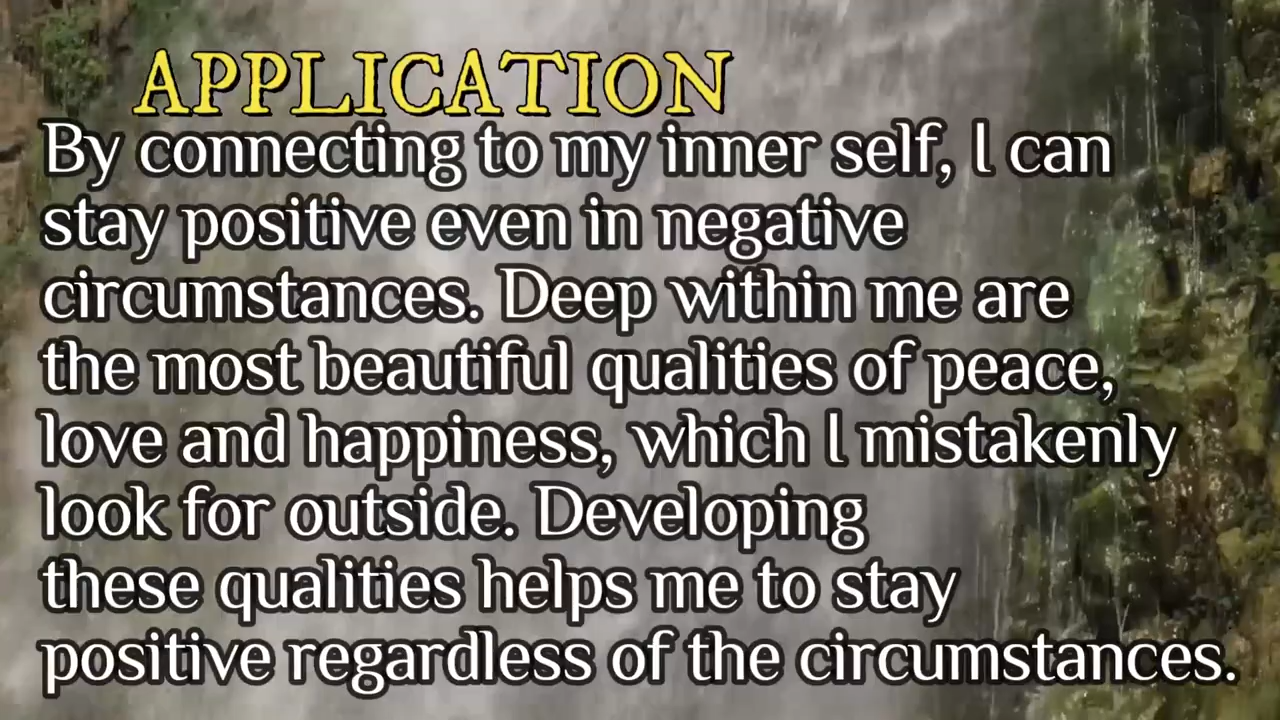 APPLICATION
By connecting to my inner self, I can
stay positive even in negative
circumstances. Deep within me are
the most beautiful qualities of peace,
love and happiness, which I mistakenly
look for outside. Developing
these qualities helps me to stay
positive regardless of the circumstances.